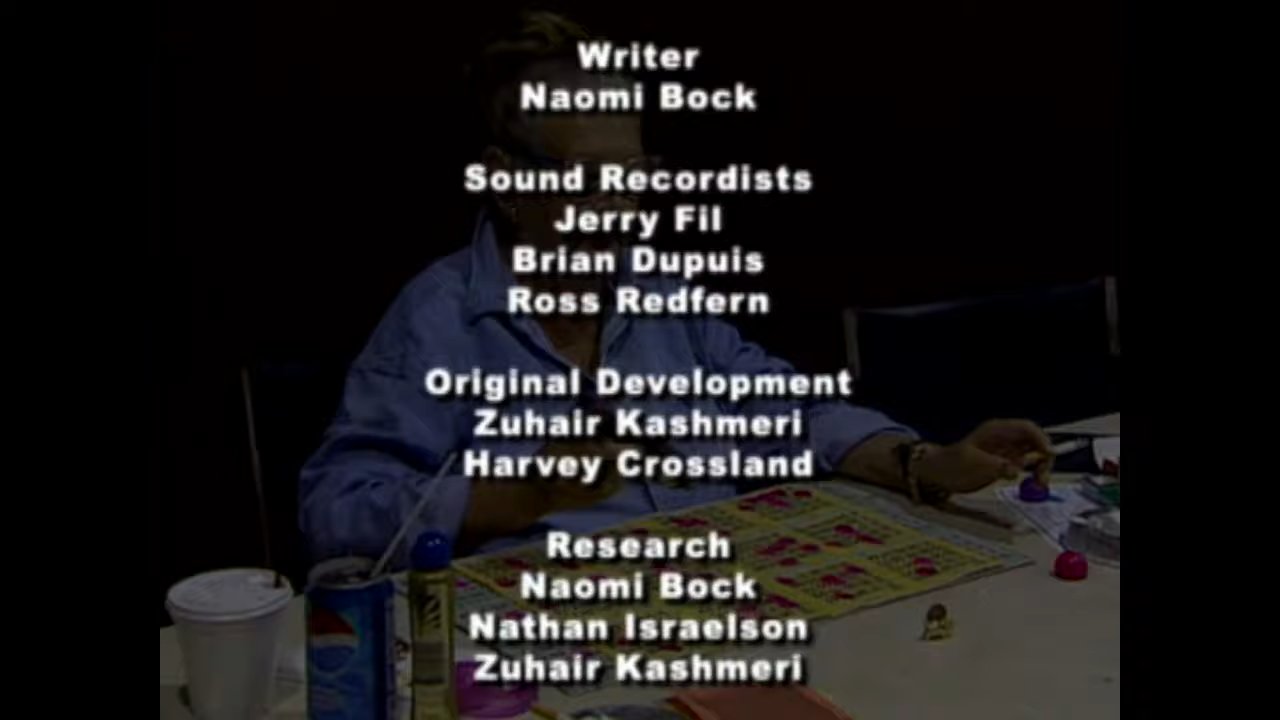 Writer
Naomi Bock
Sound Recordists
Jerry Fil
Brian Dupuis
Ross Redfern
Original Development
Zuhair Kashmeri
Harvey Crossland
Research
Naomi Bock
Nathan Israelson
Zuhair Kashmeri